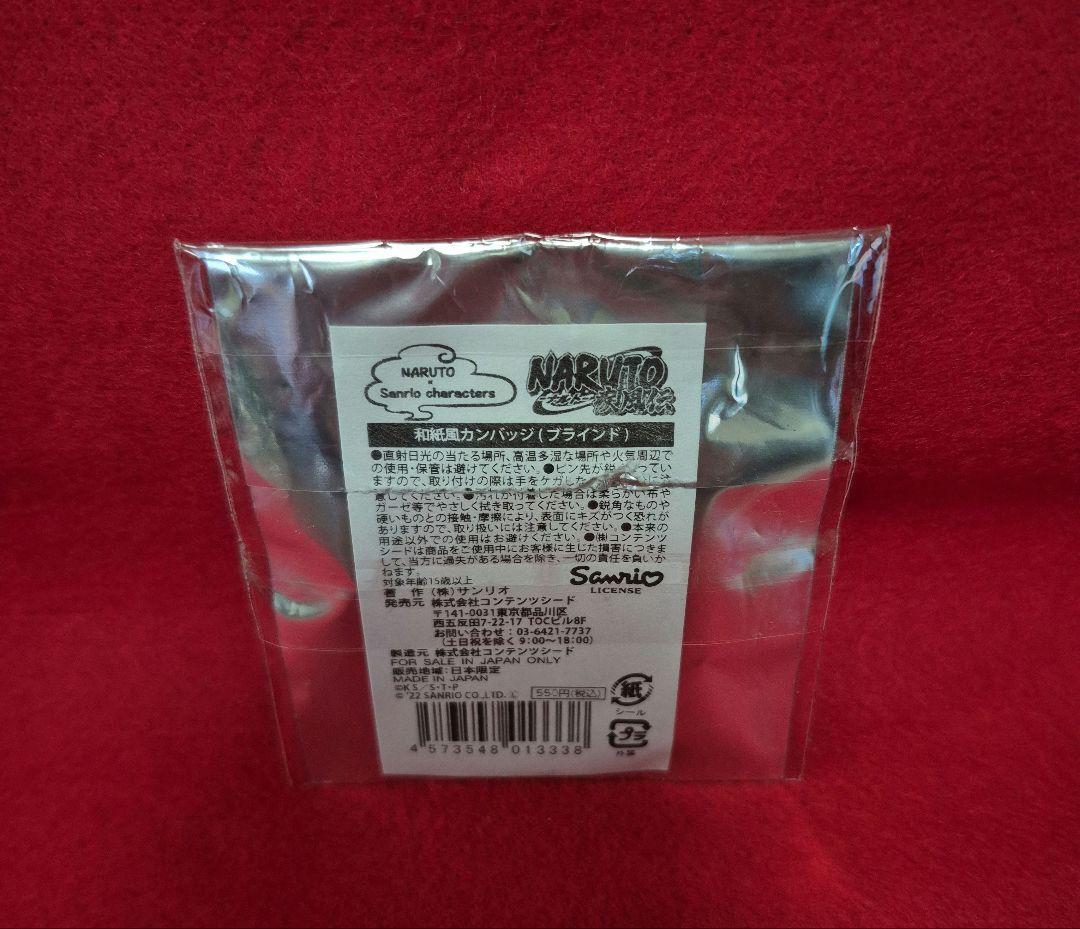 NARUTO
×
Sanrio characters
NARUTO
ナルト
疾風伝
和紙風カンバッジ(ブラインド)
●直射日光の当たる場所、高温多湿な場所や火気周辺で
の使用・保管は避けてください。●ピン先が鋭 っていま
すので、取り付けの際は手をケガしな に注
意してください。●汚れが付着した場合は柔らかい布や
ガーゼ等でやさしく拭き取ってください。●鋭角なものや
硬いものとの接触・摩擦により、表面にキズがつく恐れが
ありますので、取り扱いには注意してください。●本来の
用途以外での使用はお避けください。●㈱コンテンツ
シードは商品をご使用中にお客様に生じた損害につきま
して、当方に過失がある場合を除き、一切の責任を負いか
ねます。
対象年齢15歳以上
Sanrio
LICENSE
著 作 (株)サンリオ
発売元 株式会社コンテンツシード
〒141-0031東京都品川区
西五反田7-22-17 TOCビル8F
お問い合わせ:03-6421-7737
(土日祝を除く 9:00〜18:00)
製造元 株式会社コンテンツシード
FOR SALE IN JAPAN ONLY
販売地域:日本限定
MADE IN JAPAN
©KS/S・T・P
©'22 SANRIO CO.,LTD. Ⓛ
550円(税込)
紙
シール
プラ
外装
4 573548 013338